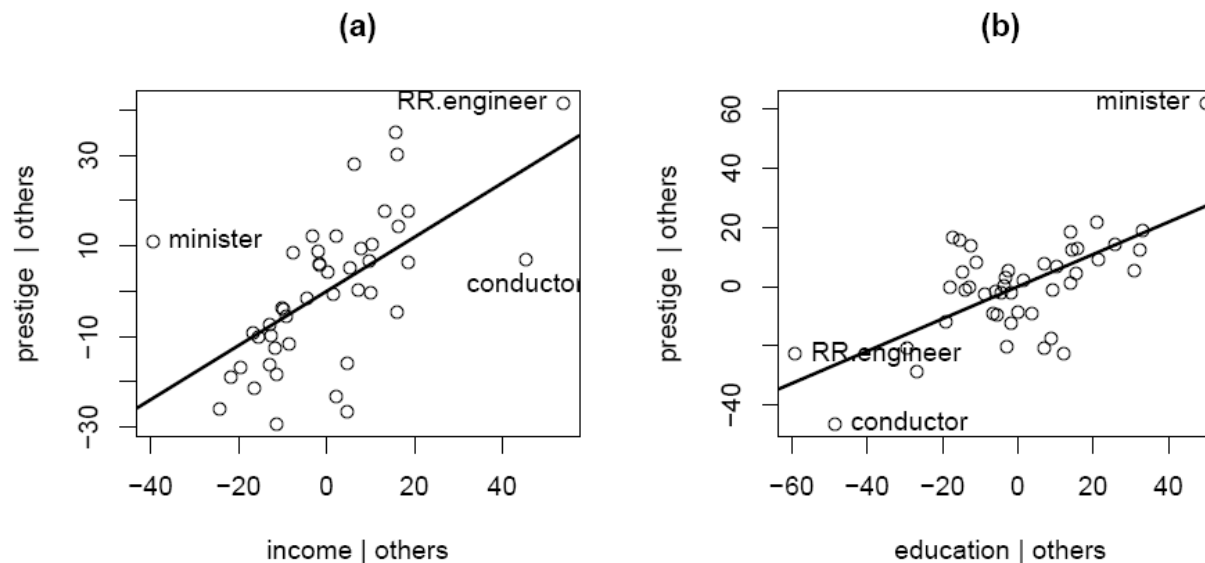 (a)
RR.engineer
minister
conductor
30
10
−10
−30
−40
−20
0
20
40
prestige | others
income | others
(b)
minister
RR.engineer
conductor
60
40
20
0
−40
−60
−40
−20
0
20
40
prestige | others
education | others